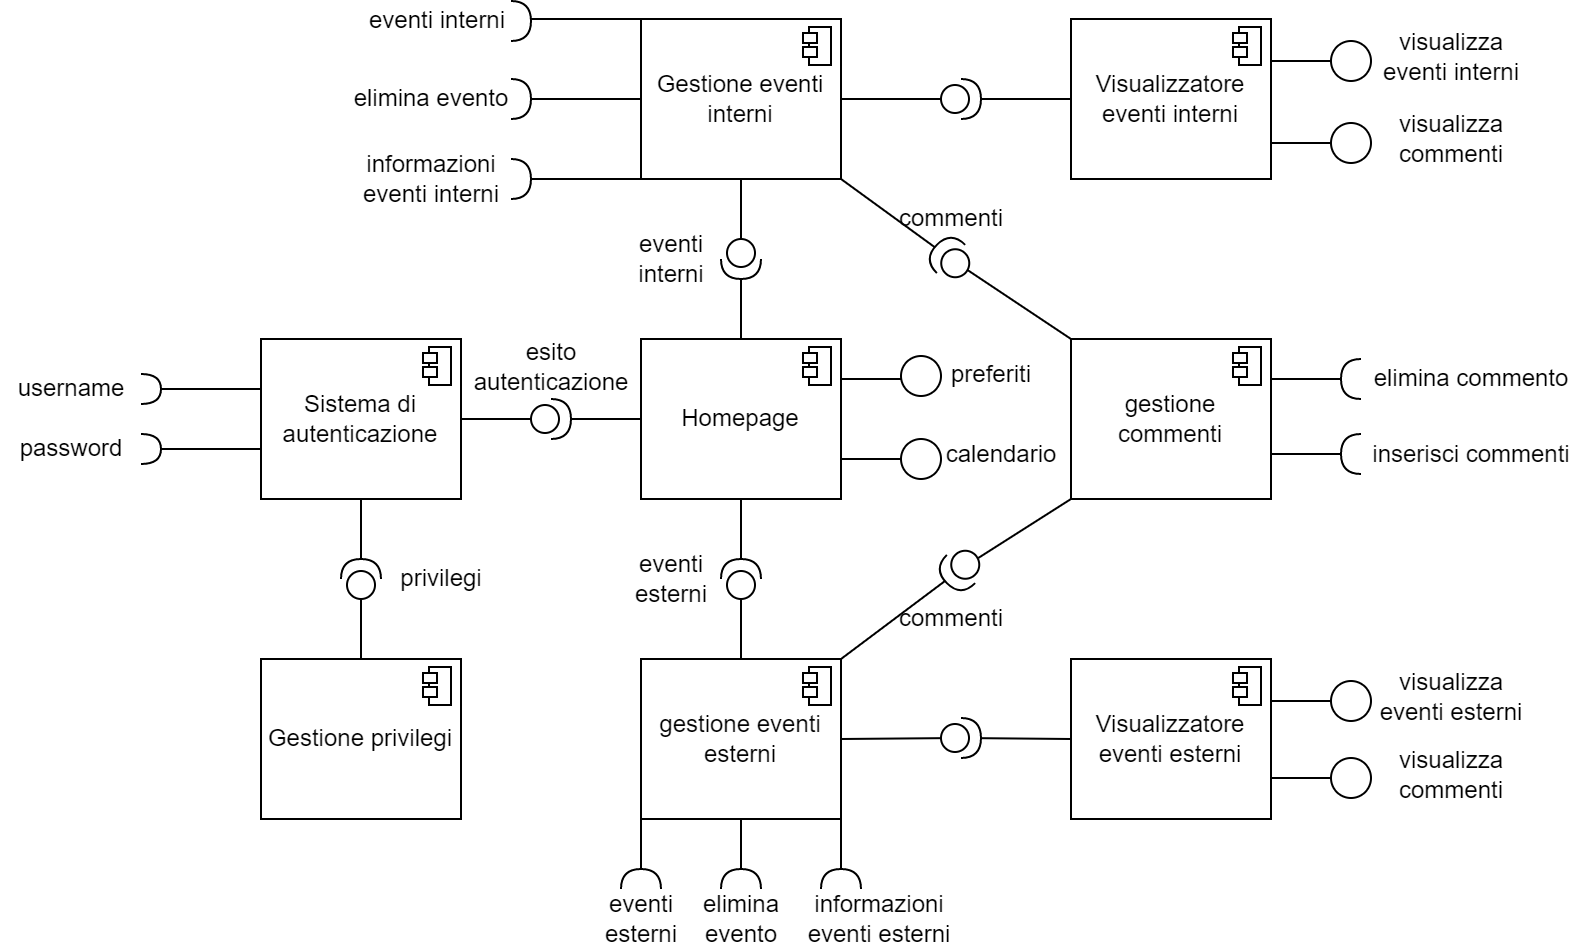 eventi interni
elimina evento
informazioni
eventi interni
Gestione eventi
interni
Visualizzatore
eventi interni
visualizza
eventi interni
visualizza
commenti
commenti
eventi
interni
username
password
Sistema di
autenticazione
esito
autenticazione
Homepage
preferiti
calendario
gestione
commenti
elimina commento
inserisci commenti
privilegi
eventi
esterni
commenti
Gestione privilegi
gestione eventi
esterni
Visualizzatore
eventi esterni
visualizza
eventi esterni
visualizza
commenti
eventi
esterni
elimina
evento
informazioni
eventi esterni